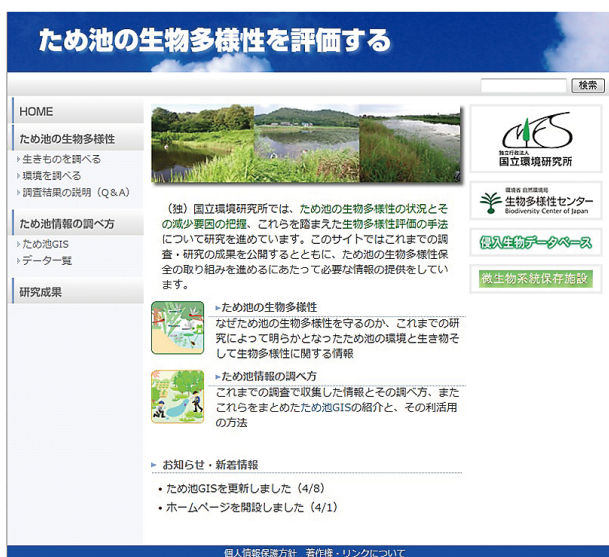 ため池の生物多様性を評価する
検索
HOME
ため池の生物多様性
生きものを調べる
環境を調べる
調査結果の説明（Q＆A）
ため池情報の調べ方
ため池GIS
データ一覧
研究成果
（独）国立環境研究所では、ため池の生物多様性の状況とそ
の減少要因の把握、これらを踏まえた生物多様性評価の手法
について研究を進めています。このサイトではこれまでの調
査・研究の成果を公開するとともに、ため池の生物多様性保
全の取り組みを進めるにあたって必要な情報の提供をしてい
ます。
ため池の生物多様性
なぜため池の生物多様性を守るのか、これまでの研
究によって明らかとなったため池の環境と生き物そ
して生物多様性に関する情報
ため池情報の調べ方
これまでの調査で収集した情報とその調べ方、また
これらをまとめたため池GISの紹介と、その利活用
の方法
お知らせ・新着情報
・ため池GISを更新しました（4/8）
・ホームページを開設しました（4/1）
NIES
独立行政法人
国立環境研究所
環境省 自然環境局
生物多様性センター
Biodiversity Center of Japan
侵入生物データベース
微生物系統保存施設
個人情報保護方針 著作権・リンクについて